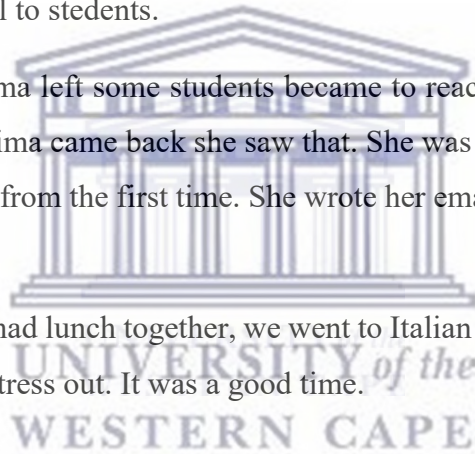 l to stedents.
ma left some students became to reac
ima came back she saw that. She was
from the first time. She wrote her ema
had lunch together, we went to Italian
UNIVERSITY of the
tress out. It was a good time.
WESTERN CAPE